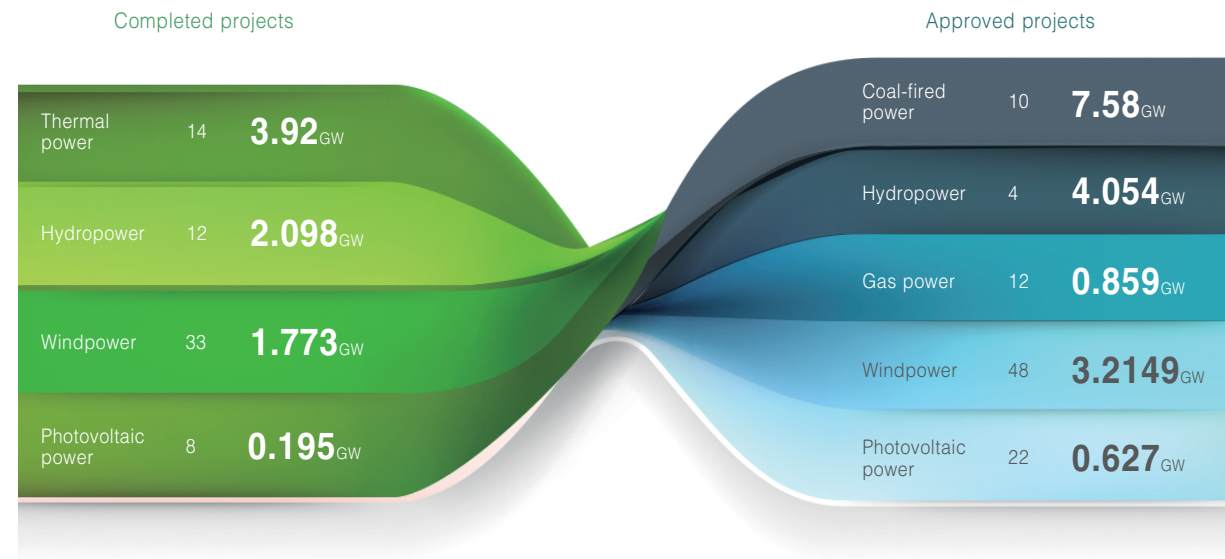 Completed projects
Thermal
power
14
3.92GW
Hydropower
12
2.098GW
Windpower
33
1.773GW
Photovoltaic
power
8
0.195GW
Approved projects
Coal-fired
power
10
7.58GW
Hydropower
4
4.054GW
Gas power
12
0.859GW
Windpower
48
3.2149GW
Photovoltaic
power
22
0.627GW